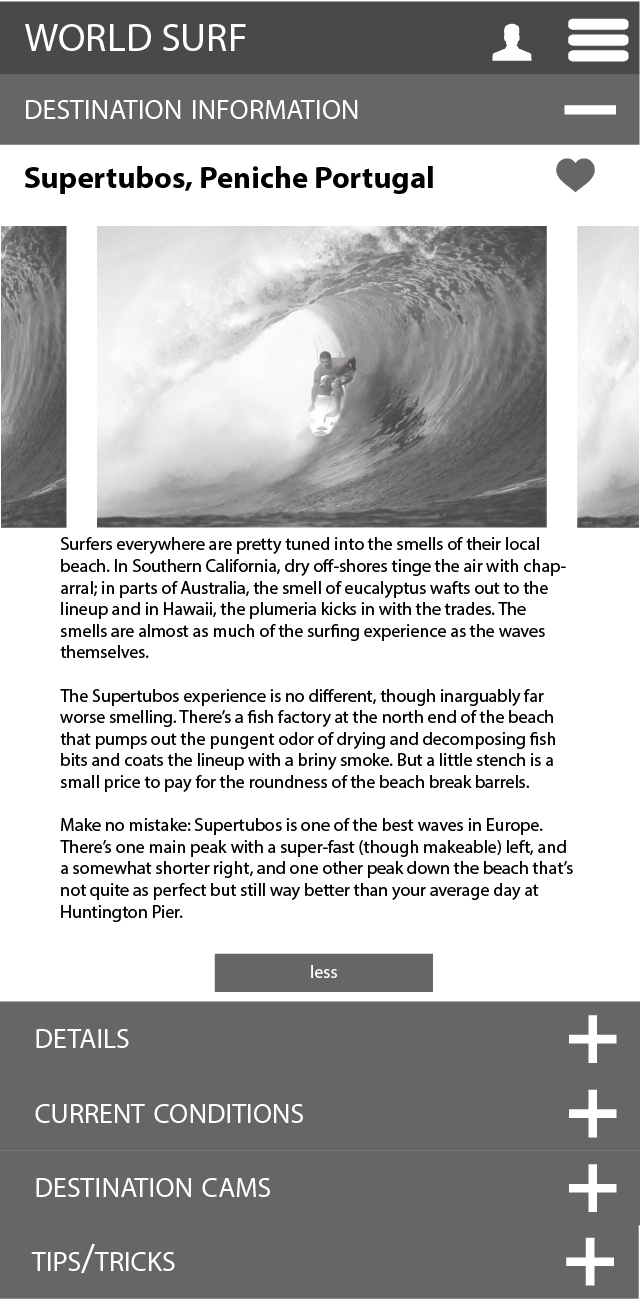 WORLD SURF
DESTINATION INFORMATION
Supertubos, Peniche Portugal
Surfers everywhere are pretty tuned into the smells of their local
beach. In Southern California, dry off-shores tinge the air with chap-
arral; in parts of Australia, the smell of eucalyptus wafts out to the
lineup and in Hawaii, the plumeria kicks in with the trades. The
smells are almost as much of the surfing experience as the waves
themselves.
The Supertubos experience is no different, though inarguably far
worse smelling. There’s a fish factory at the north end of the beach
that pumps out the pungent odor of drying and decomposing fish
bits and coats the lineup with a briny smoke. But a little stench is a
small price to pay for the roundness of the beach break barrels.
Make no mistake: Supertubos is one of the best waves in Europe.
There’s one main peak with a super-fast (though makeable) left, and
a somewhat shorter right, and one other peak down the beach that’s
not quite as perfect but still way better than your average day at
Huntington Pier.
less
DETAILS
CURRENT CONDITIONS
DESTINATION CAMS
TIPS/TRICKS